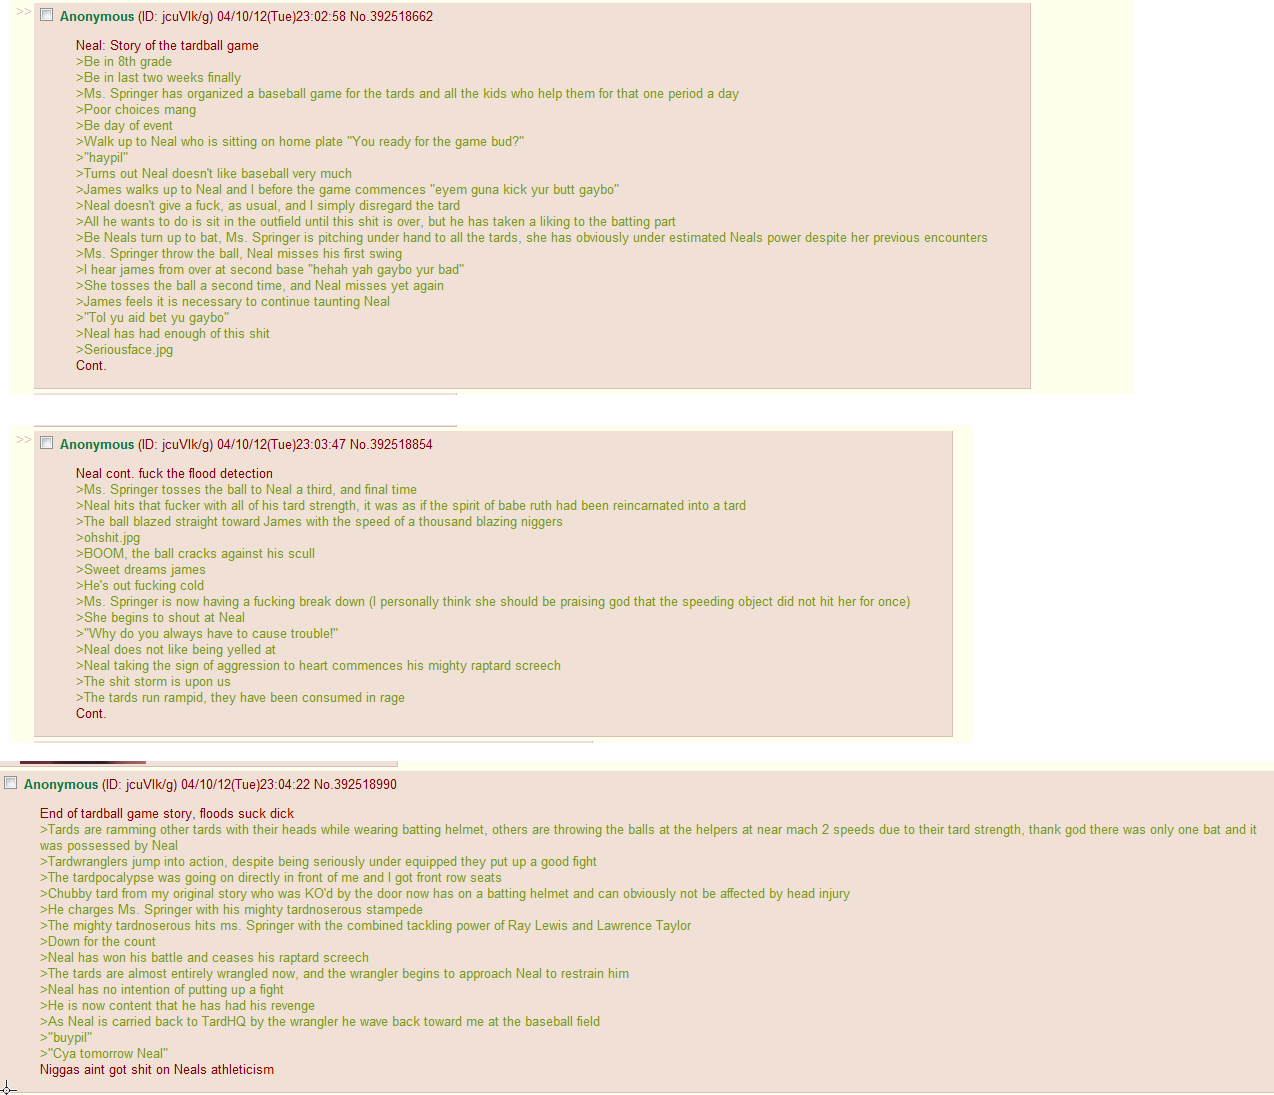 >> Anonymous (ID: jcuVlk/g) 04/10/12(Tue)23:02:58 No.392518662
Neal: Story of the tardball game
>Be in 8th grade
>Be in last two weeks finally
>Ms. Springer has organized a baseball game for the tards and all the kids who help them for that one period a day
>Poor choices mang
>Be day of event
>Walk up to Neal who is sitting on home plate "You ready for the game bud?"
>"haypil"
>Turns out Neal doesn't like baseball very much
>James walks up to Neal and I before the game commences "eyem guna kick yur butt gaybo"
>Neal doesn't give a fuck, as usual, and I simply disregard the tard
>All he wants to do is sit in the outfield until this shit is over, but he has taken a liking to the batting part
>Be Neals turn up to bat, Ms. Springer is pitching under hand to all the tards, she has obviously under estimated Neals power despite her previous encounters
>Ms. Springer throw the ball, Neal misses his first swing
>I hear james from over at second base "hehah yah gaybo yur bad"
>She tosses the ball a second time, and Neal misses yet again
>James feels it is necessary to continue taunting Neal
>"Tol yu aid bet yu gaybo"
>Neal has had enough of this shit
>Seriousface.jpg
Cont.
>> Anonymous (ID: jcuVlk/g) 04/10/12(Tue)23:03:47 No.392518854
Neal cont. fuck the flood detection
>Ms. Springer tosses the ball to Neal a third, and final time
>Neal hits that fucker with all of his tard strength, it was as if the spirit of babe ruth had been reincarnated into a tard
>The ball blazed straight toward James with the speed of a thousand blazing niggers
>ohshit.jpg
>BOOM, the ball cracks against his scull
>Sweet dreams james
>He's out fucking cold
>Ms. Springer is now having a fucking break down (I personally think she should be praising god that the speeding object did not hit her for once)
>She begins to shout at Neal
>"Why do you always have to cause trouble!"
>Neal does not like being yelled at
>Neal taking the sign of aggression to heart commences his mighty raptard screech
>The shit storm is upon us
>The tards run rampid, they have been consumed in rage
Cont.
Anonymous (ID: jcuVlk/g) 04/10/12(Tue)23:04:22 No.392518990
End of tardball game story, floods suck dick
>Tards are ramming other tards with their heads while wearing batting helmet, others are throwing the balls at the helpers at near mach 2 speeds due to their tard strength, thank god there was only one bat and it
was possessed by Neal
>Tardwranglers jump into action, despite being seriously under equipped they put up a good fight
>The tardpocalypse was going on directly in front of me and I got front row seats
>Chubby tard from my original story who was KO'd by the door now has on a batting helmet and can obviously not be affected by head injury
>He charges Ms. Springer with his mighty tardnoserous stampede
>The mighty tardnoserous hits ms. Springer with the combined tackling power of Ray Lewis and Lawrence Taylor
>Down for the count
>Neal has won his battle and ceases his raptard screech
>The tards are almost entirely wrangled now, and the wrangler begins to approach Neal to restrain him
>Neal has no intention of putting up a fight
>He is now content that he has had his revenge
>As Neal is carried back to TardHQ by the wrangler he wave back toward me at the baseball field
>"buypil"
>"Cya tomorrow Neal"
Niggas aint got shit on Neals athleticism